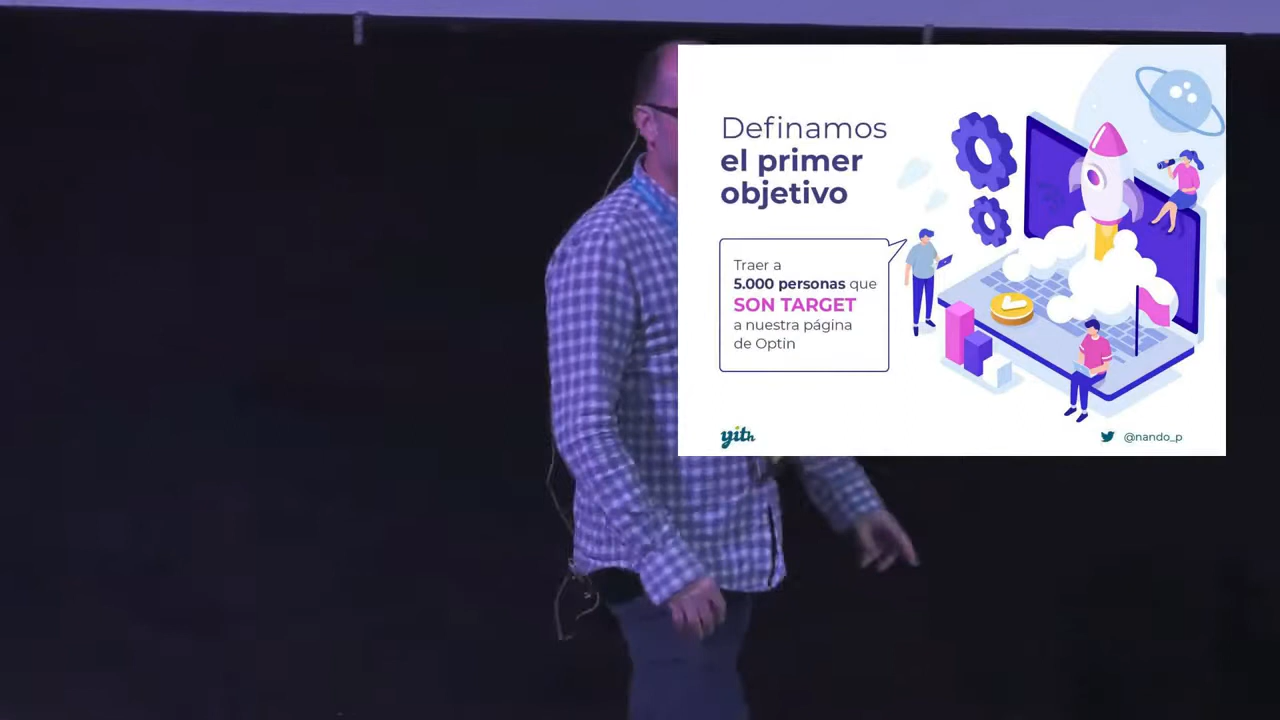 Definamos
el primer
objetivo
Traer a
5.000 personas que
SON TARGET
a nuestra página
de Optin
yith
@nando_p